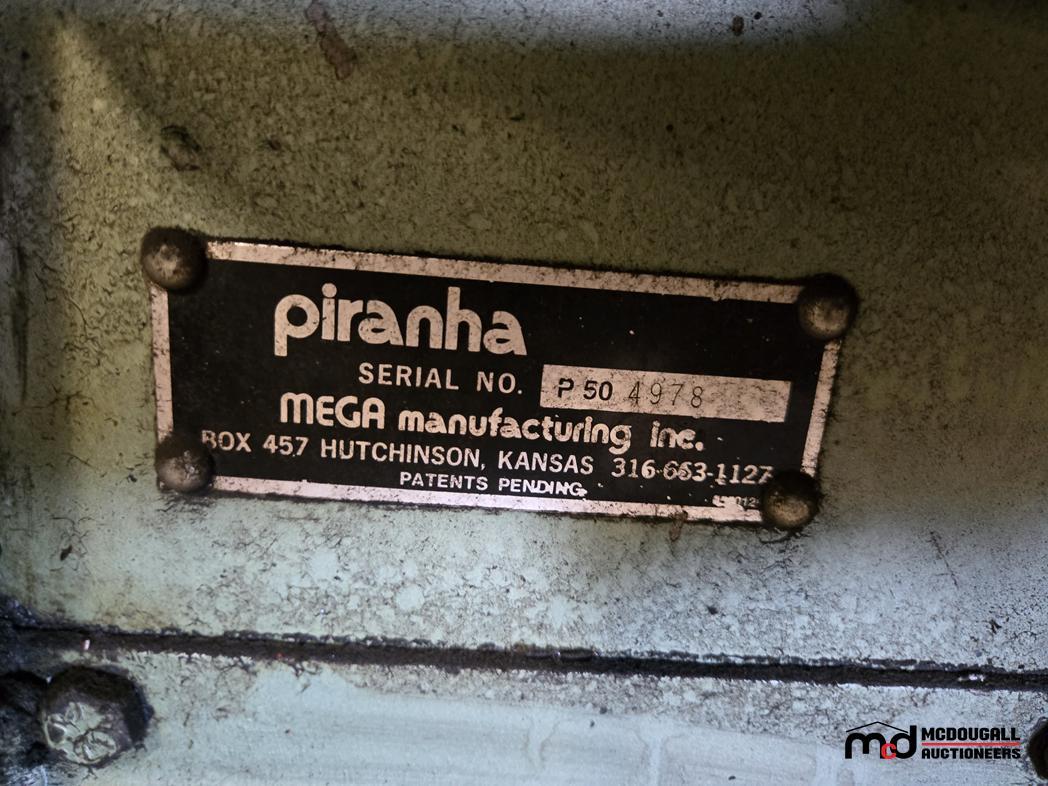 piranha
SERIAL NO. P 50 4978
MEGA manufacturing inc.
BOX 457 HUTCHINSON, KANSAS 316-663-1127
PATENTS PENDING
mcd MCDOUGALL
AUCTIONEERS